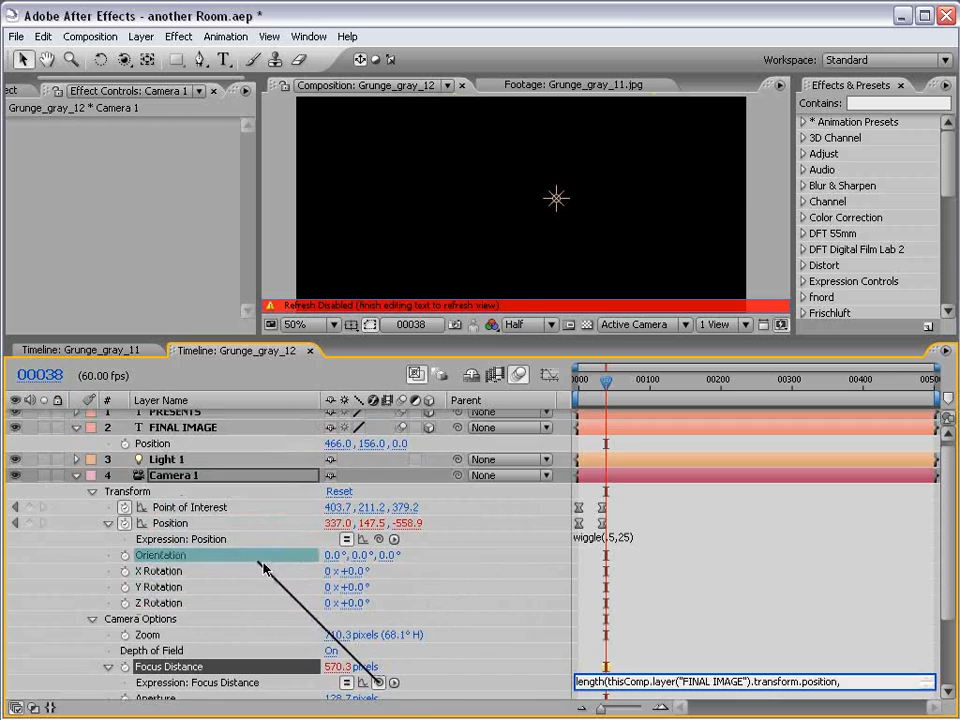 Adobe After Effects - another Room.aep *
File Edit Composition Layer Effect Animation View Window Help
T Workspace: Standard
ect Effect Controls: Camera 1 Composition: Grunge_gray_12 Footage: Grunge_gray_11.jpg Effects & Presets
Grunge_gray_12 * Camera 1 Contains:
* Animation Presets
3D Channel
Adjust
Audio
Blur & Sharpen
Channel
Color Correction
DFT 55mm
DFT Digital Film Lab 2
Distort
Expression Controls
fnord
Frischluft
Refresh Disabled (finish editing text to refresh view)
50% 00038 Half Active Camera 1 View
Timeline: Grunge_gray_11 Timeline: Grunge_gray_12
00038 (60.00 fps) 0000 00100 00200 00300 00400 0050
# Layer Name Parent
1 T PRESENTS None
2 T FINAL IMAGE None
Position 466.0, 156.0, 0.0
3 Light 1 None
4 Camera 1 None
Transform Reset
Point of Interest 403.7, 211.2, 379.2
Position 337.0, 147.5, -558.9
Expression: Position = wiggle(.5,25)
Orientation 0.0°, 0.0°, 0.0°
X Rotation 0 x+0.0°
Y Rotation 0 x+0.0°
Z Rotation 0 x+0.0°
Camera Options
Zoom 710.3 pixels (68.1° H)
Depth of Field On
Focus Distance 570.3 pixels
Expression: Focus Distance = length(thisComp.layer("FINAL IMAGE").transform.position,
Aperture 128.7 pixels